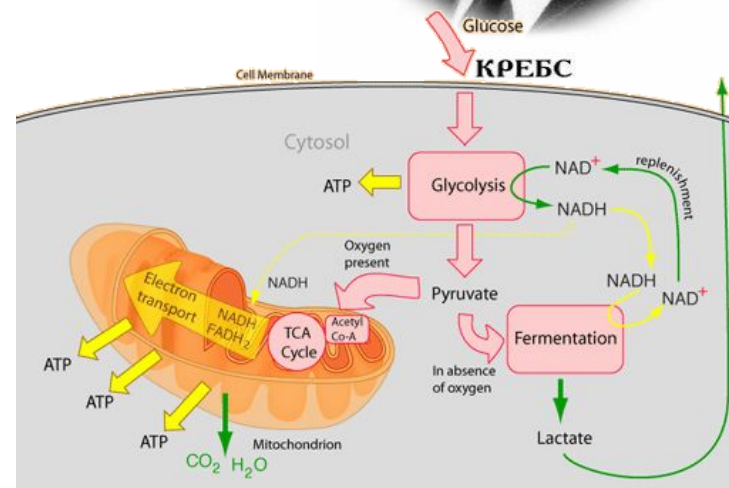 Glucose
КРЕБС
Cell Membrane
Cytosol
ATP
Glycolysis
NAD+
NADH
replenishment
Oxygen
present
NADH
Pyruvate
NADH
NAD+
Electron
transport
NADH
FADH2
TCA
Cycle
Acetyl
Co-A
Fermentation
In absence
of oxygen
ATP
ATP
ATP
Mitochondrion
CO2 H2O
Lactate